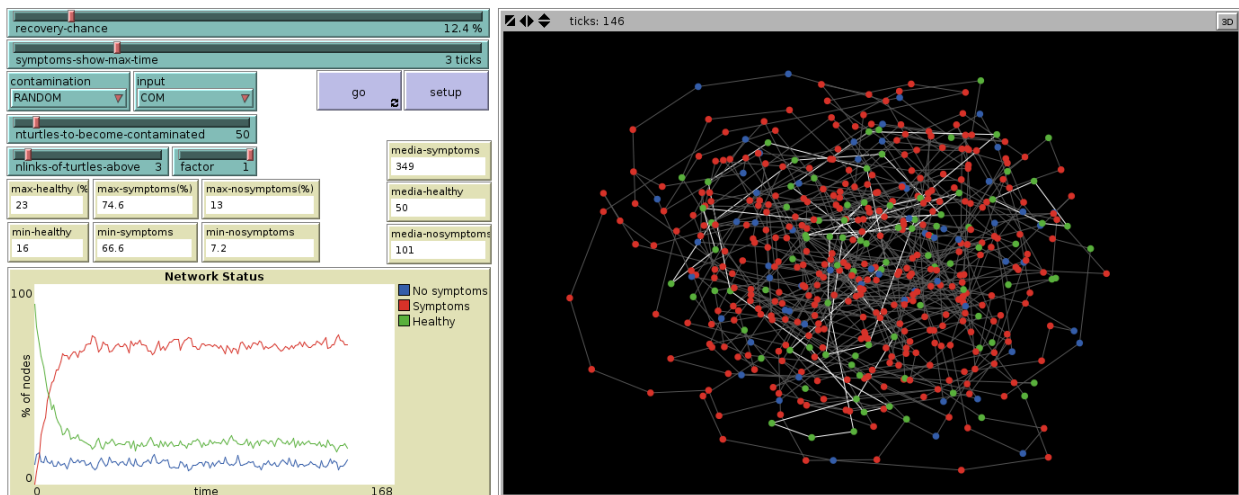 recovery-chance 12.4 %
symptoms-show-max-time 3 ticks
contamination
RANDOM
input
COM
go
setup
nturtles-to-become-contaminated 50
nlinks-of-turtles-above 3
factor 1
max-healthy (%
23
max-symptoms(%)
74.6
max-nosymptoms(%)
13
min-healthy
16
min-symptoms
66.6
min-nosymptoms
7.2
media-symptoms
349
media-healthy
50
media-nosymptoms
101
Network Status
100
0
% of nodes
0
time
168
No symptoms
Symptoms
Healthy
ticks: 146
3D